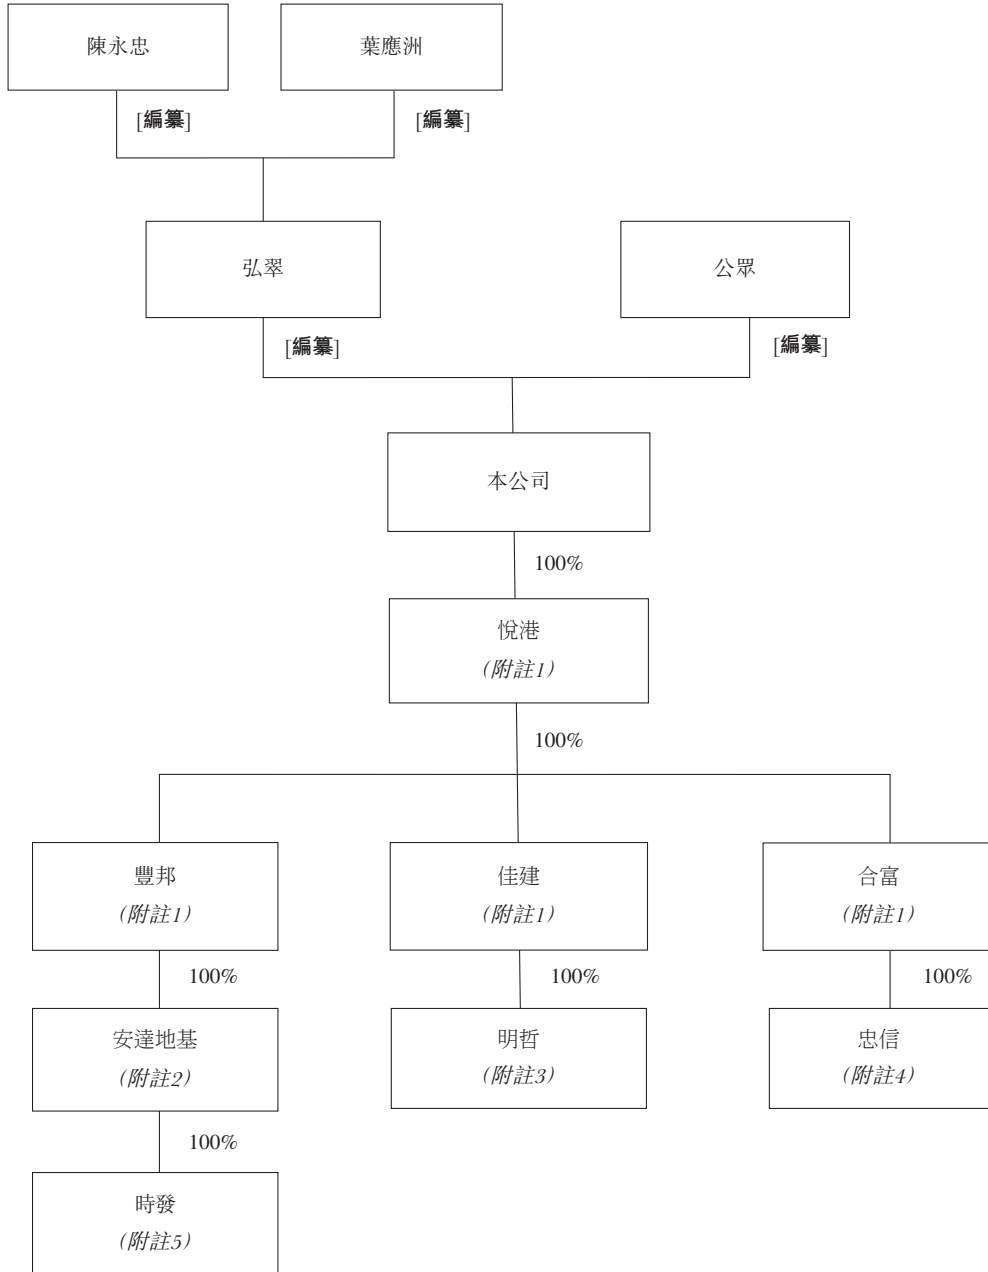 陳永忠
葉應洲
[編纂]
[編纂]
弘翠
公眾
[編纂]
[編纂]
本公司
100%
悅港
(附註1)
100%
豐邦
(附註1)
佳建
(附註1)
合富
(附註1)
100%
100%
100%
安達地基
(附註2)
明哲
(附註3)
忠信
(附註4)
100%
時發
(附註5)